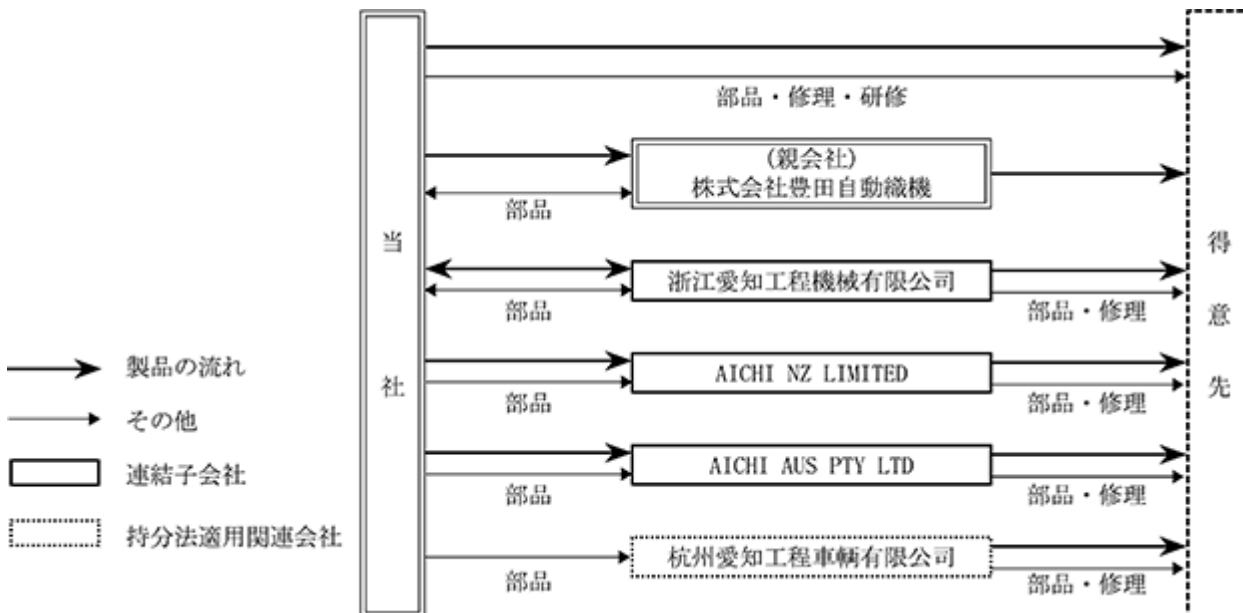 部品・修理・研修
(親会社)
株式会社豊田自動織機
部品
当社
得意先
浙江愛知工程機械有限公司
部品
部品・修理
製品の流れ
AICHI NZ LIMITED
部品
部品・修理
その他
連結子会社
AICHI AUS PTY LTD
部品
部品・修理
持分法適用関連会社
杭州愛知工程車輌有限公司
部品
部品・修理